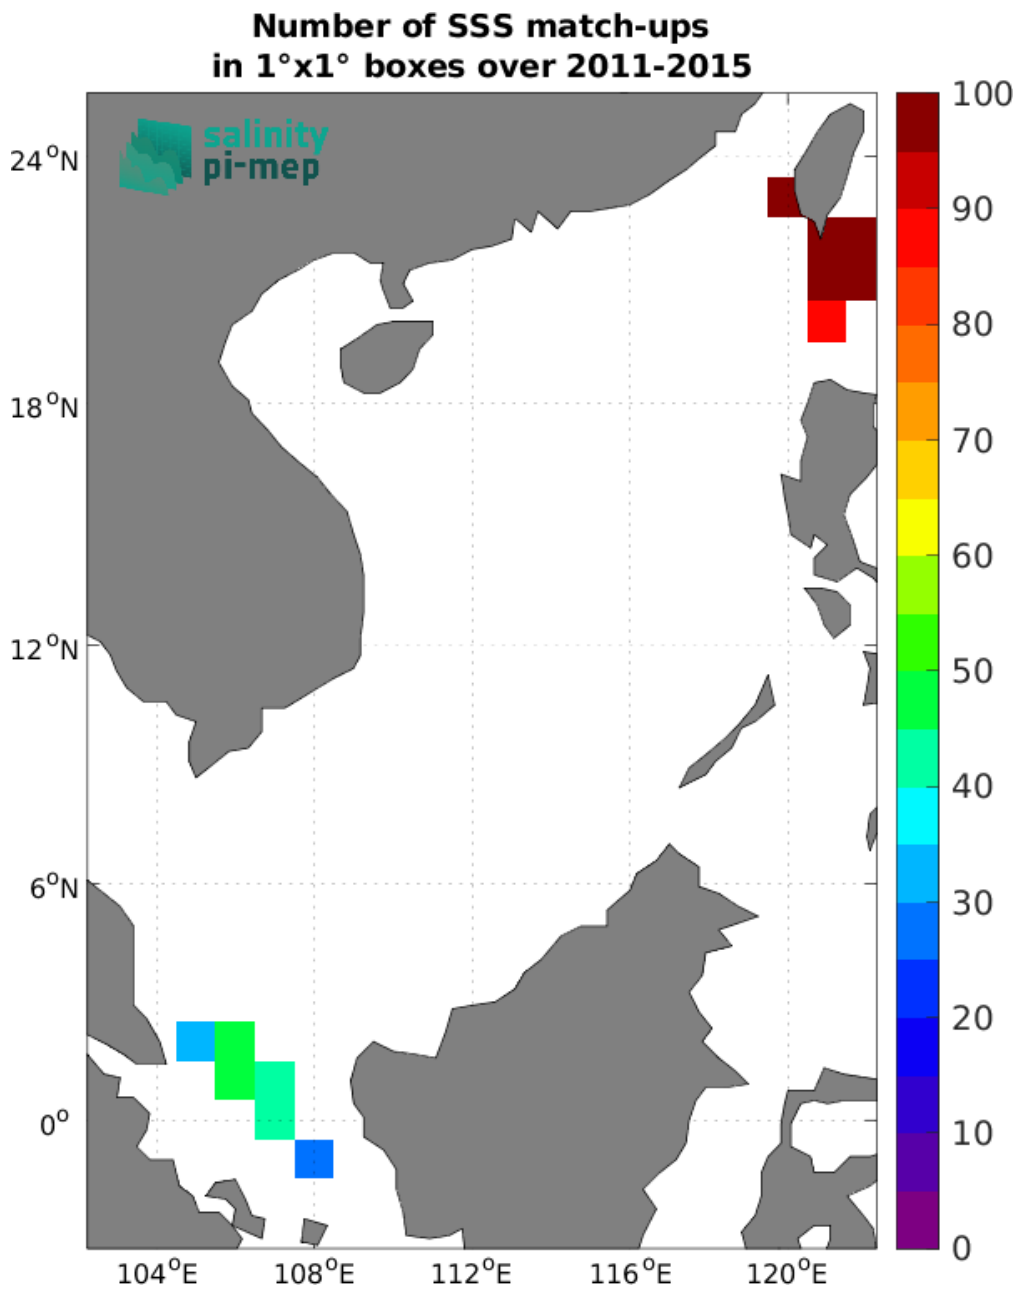 Number of SSS match-ups
in 1°x1° boxes over 2011-2015
salinity
pi-mep
24°N
18°N
12°N
6°N
0°
104°E
108°E
112°E
116°E
120°E
100
90
80
70
60
50
40
30
20
10
0